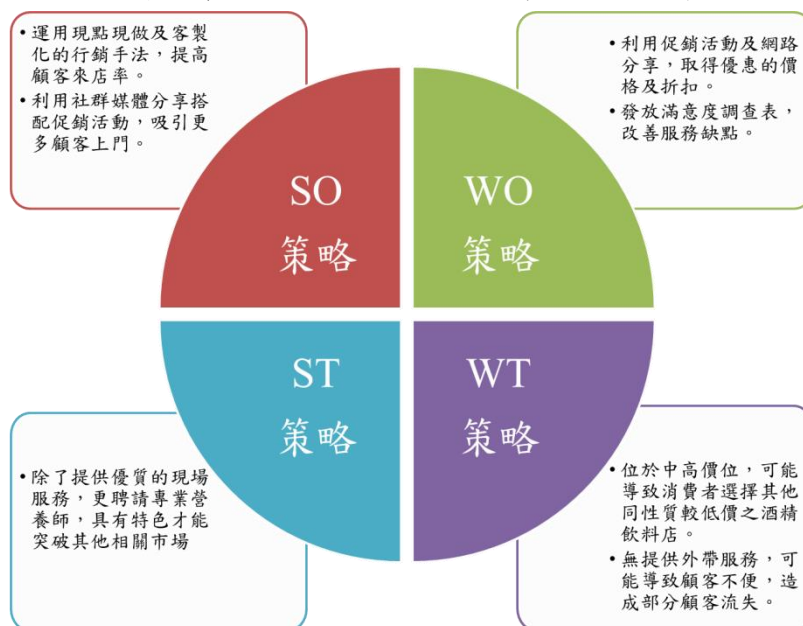 • 運用現點現做及客製
化的行銷手法，提高
顧客來店率。
• 利用社群媒體分享搭
配促銷活動，吸引更
多顧客上門。
• 利用促銷活動及網路
分享，取得優惠的價
格及折扣。
• 發放滿意度調查表，
改善服務缺點。
SO
策略
WO
策略
ST
策略
WT
策略
• 除了提供優質的現場
服務，更聘請專業營
養師，具有特色才能
突破其他相關市場
• 位於中高價位，可能
導致消費者選擇其他
同性質較低價之酒精
飲料店。
• 無提供外帶服務，可
能導致顧客不便，造
成部分顧客流失。